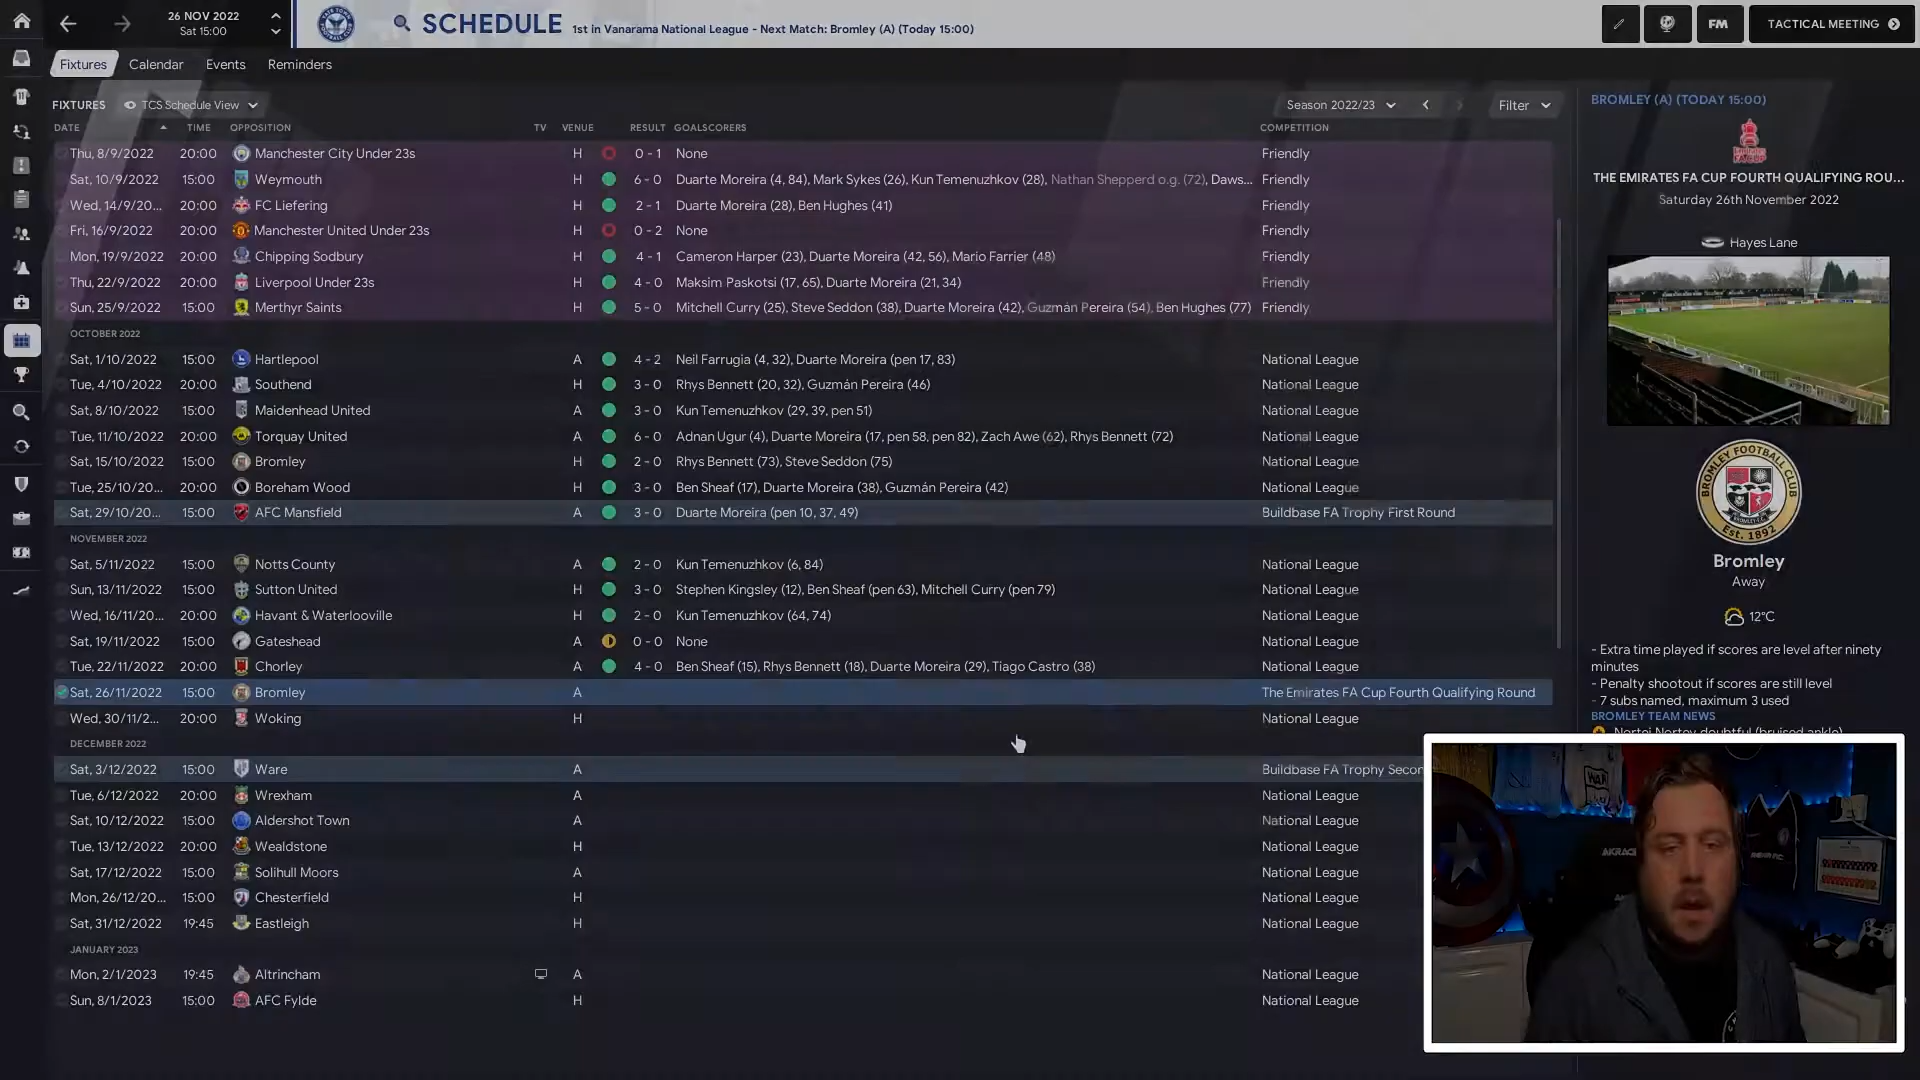 26 NOV 2022
Sat 15:00
SCHEDULE
1st in Vanarama National League - Next Match: Bromley (A) (Today 15:00)
FM
TACTICAL MEETING
Fixtures Calendar Events Reminders
FIXTURES TCS Schedule View Season 2022/23 Filter
DATE TIME OPPOSITION TV VENUE RESULT GOALSCORERS COMPETITION
Thu, 8/9/2022 20:00 Manchester City Under 23s H 0 - 1 None Friendly
Sat, 10/9/2022 15:00 Weymouth H 6 - 0 Duarte Moreira (4, 84), Mark Sykes (26), Kun Temenuzhkov (28), Nathan Shepperd o.g. (72), Daws... Friendly
Wed, 14/9/20... 20:00 FC Liefering H 2 - 1 Duarte Moreira (28), Ben Hughes (41) Friendly
Fri, 16/9/2022 20:00 Manchester United Under 23s H 0 - 2 None Friendly
Mon, 19/9/2022 20:00 Chipping Sodbury H 4 - 1 Cameron Harper (23), Duarte Moreira (42, 56), Mario Farrier (48) Friendly
Thu, 22/9/2022 20:00 Liverpool Under 23s H 4 - 0 Maksim Paskotsi (17, 65), Duarte Moreira (21, 34) Friendly
Sun, 25/9/2022 15:00 Merthyr Saints H 5 - 0 Mitchell Curry (25), Steve Seddon (38), Duarte Moreira (42), Guzmán Pereira (54), Ben Hughes (77) Friendly
OCTOBER 2022
Sat, 1/10/2022 15:00 Hartlepool A 4 - 2 Neil Farrugia (4, 32), Duarte Moreira (pen 17, 83) National League
Tue, 4/10/2022 20:00 Southend H 3 - 0 Rhys Bennett (20, 32), Guzmán Pereira (46) National League
Sat, 8/10/2022 15:00 Maidenhead United A 3 - 0 Kun Temenuzhkov (29, 39, pen 51) National League
Tue, 11/10/2022 20:00 Torquay United A 6 - 0 Adnan Ugur (4), Duarte Moreira (17, pen 58, pen 82), Zach Awe (62), Rhys Bennett (72) National League
Sat, 15/10/2022 15:00 Bromley H 2 - 0 Rhys Bennett (73), Steve Seddon (75) National League
Tue, 25/10/20... 20:00 Boreham Wood H 3 - 0 Ben Sheaf (17), Duarte Moreira (38), Guzmán Pereira (42) National League
Sat, 29/10/20... 15:00 AFC Mansfield A 3 - 0 Duarte Moreira (pen 10, 37, 49) Buildbase FA Trophy First Round
NOVEMBER 2022
Sat, 5/11/2022 15:00 Notts County A 2 - 0 Kun Temenuzhkov (6, 84) National League
Sun, 13/11/2022 15:00 Sutton United H 3 - 0 Stephen Kingsley (12), Ben Sheaf (pen 63), Mitchell Curry (pen 79) National League
Wed, 16/11/20... 20:00 Havant & Waterlooville H 2 - 0 Kun Temenuzhkov (64, 74) National League
Sat, 19/11/2022 15:00 Gateshead A 0 - 0 None National League
Tue, 22/11/2022 20:00 Chorley A 4 - 0 Ben Sheaf (15), Rhys Bennett (18), Duarte Moreira (29), Tiago Castro (38) National League
Sat, 26/11/2022 15:00 Bromley A The Emirates FA Cup Fourth Qualifying Round
Wed, 30/11/2... 20:00 Woking H National League
DECEMBER 2022
Sat, 3/12/2022 15:00 Ware A Buildbase FA Trophy Secon
Tue, 6/12/2022 20:00 Wrexham A National League
Sat, 10/12/2022 15:00 Aldershot Town A National League
Tue, 13/12/2022 20:00 Wealdstone H National League
Sat, 17/12/2022 15:00 Solihull Moors A National League
Mon, 26/12/20... 15:00 Chesterfield H National League
Sat, 31/12/2022 19:45 Eastleigh H National League
JANUARY 2023
Mon, 2/1/2023 19:45 Altrincham A National League
Sun, 8/1/2023 15:00 AFC Fylde H National League
BROMLEY (A) (TODAY 15:00)
THE EMIRATES FA CUP FOURTH QUALIFYING ROU...
Saturday 26th November 2022
Hayes Lane
BROMLEY FOOTBALL CLUB
Est. 1892
Bromley
Away
12°C
- Extra time played if scores are level after ninety
minutes
- Penalty shootout if scores are still level
- 7 subs named, maximum 3 used
BROMLEY TEAM NEWS
Nortei Nortey doubtful (bruised ankle)